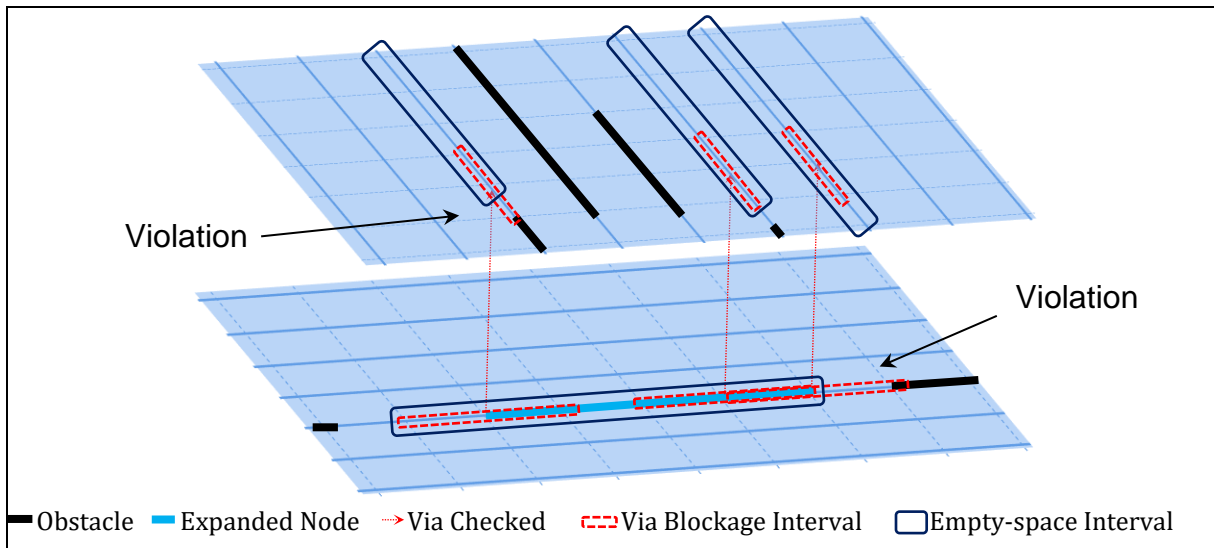 Violation
Violation
Obstacle Expanded Node Via Checked Via Blockage Interval Empty-space Interval